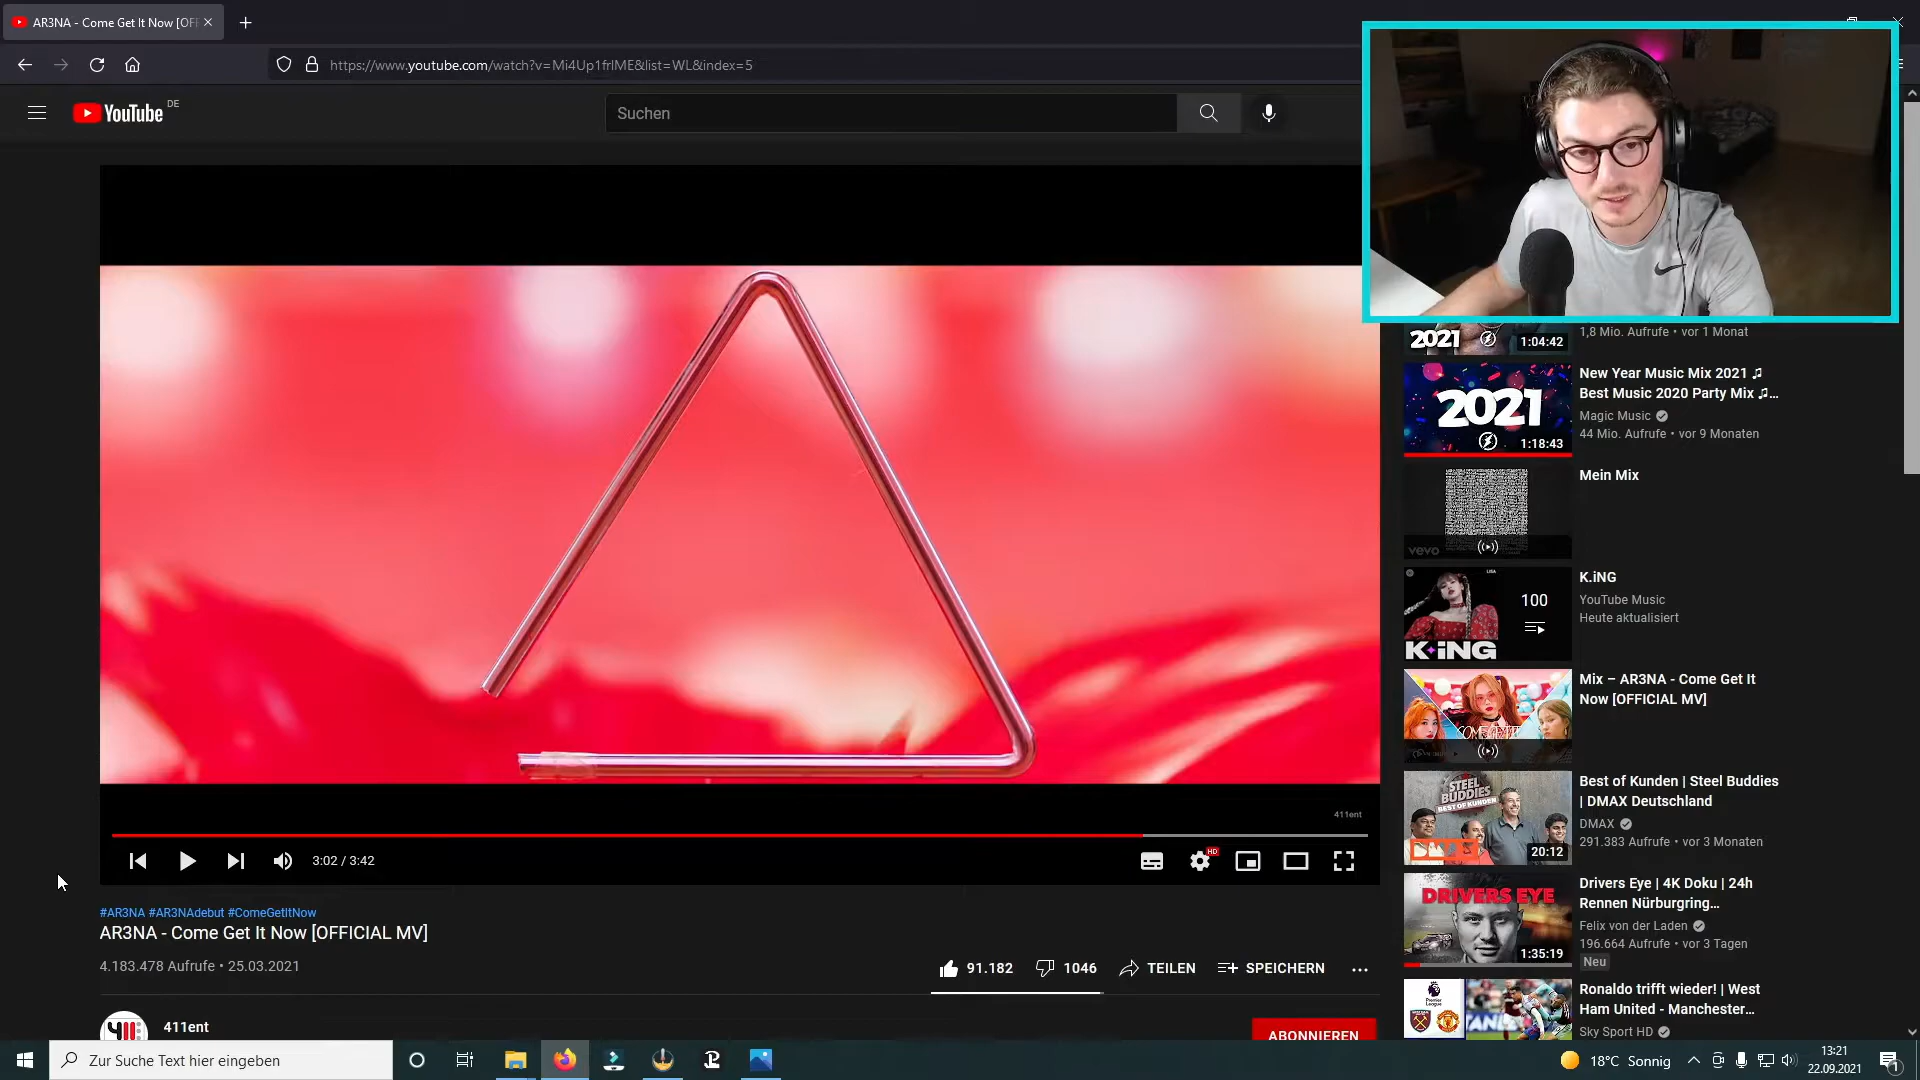 AR3NA - Come Get It Now [OFF
https://www.youtube.com/watch?v=Mi4Up1frlME&list=WL&index=5
YouTube DE
Suchen
411ent
3:02 / 3:42
HD
#AR3NA #AR3NAdebut #ComeGetItNow
AR3NA - Come Get It Now [OFFICIAL MV]
4.183.478 Aufrufe • 25.03.2021
91.182
1046
TEILEN
SPEICHERN
411ent
ABONNIEREN
2021
1:04:42
1,8 Mio. Aufrufe • vor 1 Monat
2021
1:18:43
New Year Music Mix 2021 ♫
Best Music 2020 Party Mix ♫...
Magic Music
44 Mio. Aufrufe • vor 9 Monaten
vevo
Mein Mix
LISA
100
K•iNG
K.iNG
YouTube Music
Heute aktualisiert
Mix – AR3NA - Come Get It
Now [OFFICIAL MV]
STEEL
BUDDIES
BEST OF KUNDEN
20:12
Best of Kunden | Steel Buddies
| DMAX Deutschland
DMAX
291.383 Aufrufe • vor 3 Monaten
DRIVERS EYE
1:35:19
Drivers Eye | 4K Doku | 24h
Rennen Nürburgring...
Felix von der Laden
196.664 Aufrufe • vor 3 Tagen
Neu
Premier
League
Ronaldo trifft wieder! | West
Ham United - Manchester...
Sky Sport HD
Zur Suche Text hier eingeben
18°C Sonnig
13:21
22.09.2021
1